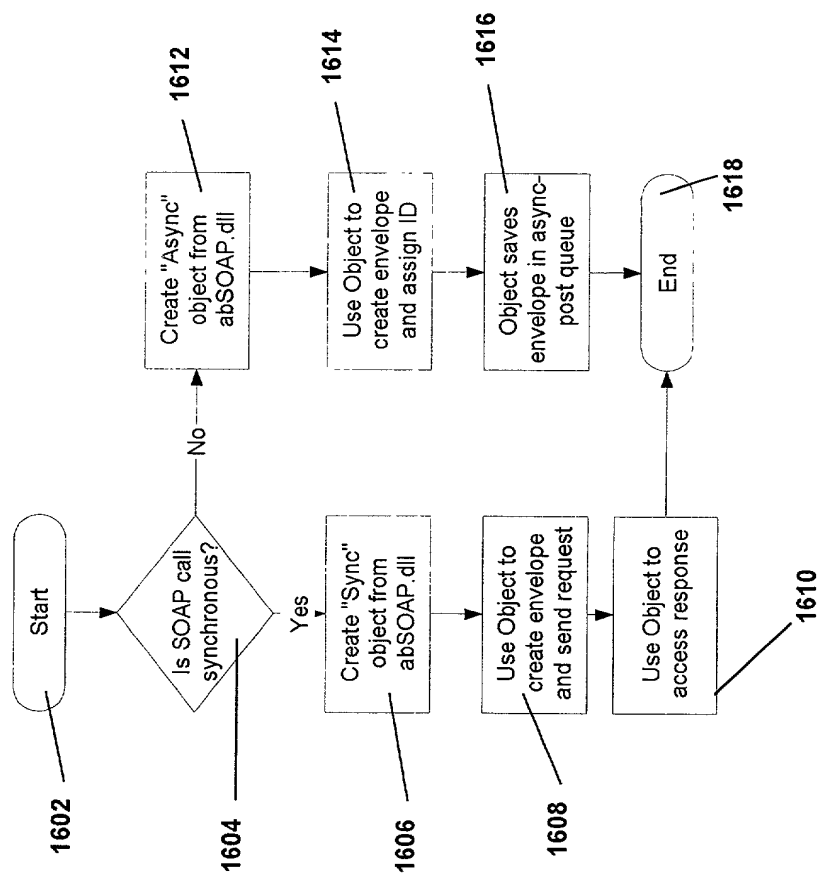 Start
1602
Is SOAP call
synchronous?
1604
No
Yes
Create "Sync"
object from
abSOAP.dll
1606
Use Object to
create envelope
and send request
1608
Use Object to
access response
1610
Create "Async"
object from
abSOAP.dll
1612
Use Object to
create envelope
and assign ID
1614
Object saves
envelope in async-
post queue
1616
End
1618